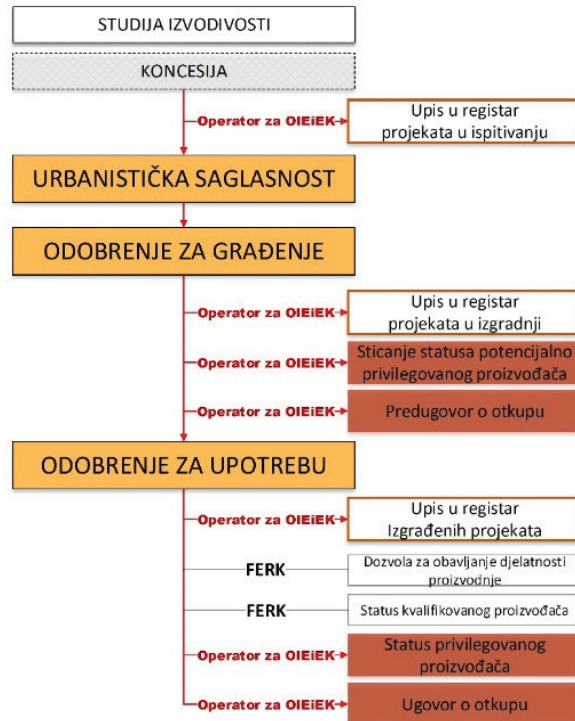 STUDIJA IZVODIVOSTI
KONCESIJA
Operator za OIEiEK
Upis u registar
projekata u ispitivanju
URBANISTIČKA SAGLASNOST
ODOBRENJE ZA GRAĐENJE
Operator za OIEiEK
Upis u registar
projekata u izgradnji
Operator za OIEiEK
Sticanje statusa potencijalno
privilegovanog proizvođača
Operator za OIEiEK
Predugovor o otkupu
ODOBRENJE ZA UPOTREBU
Operator za OIEiEK
Upis u registar
Izgrađenih projekata
FERK
Dozvola za obavljanje djelatnosti
proizvodnje
FERK
Status kvalifikovanog proizvođača
Operator za OIEiEK
Status privilegovanog
proizvođača
Operator za OIEiEK
Ugovor o otkupu